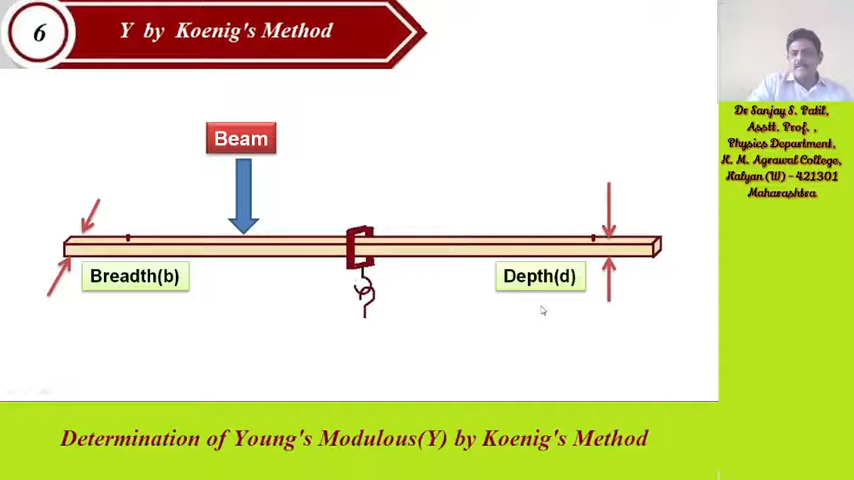 6
Y by Koenig's Method
Dr Sanjay S. Patil,
Asstt. Prof. ,
Physics Department,
K. M. Agrawal College,
Kalyan (W) - 421301
Maharashtra
Beam
Breadth(b)
Depth(d)
Determination of Young's Modulous(Y) by Koenig's Method